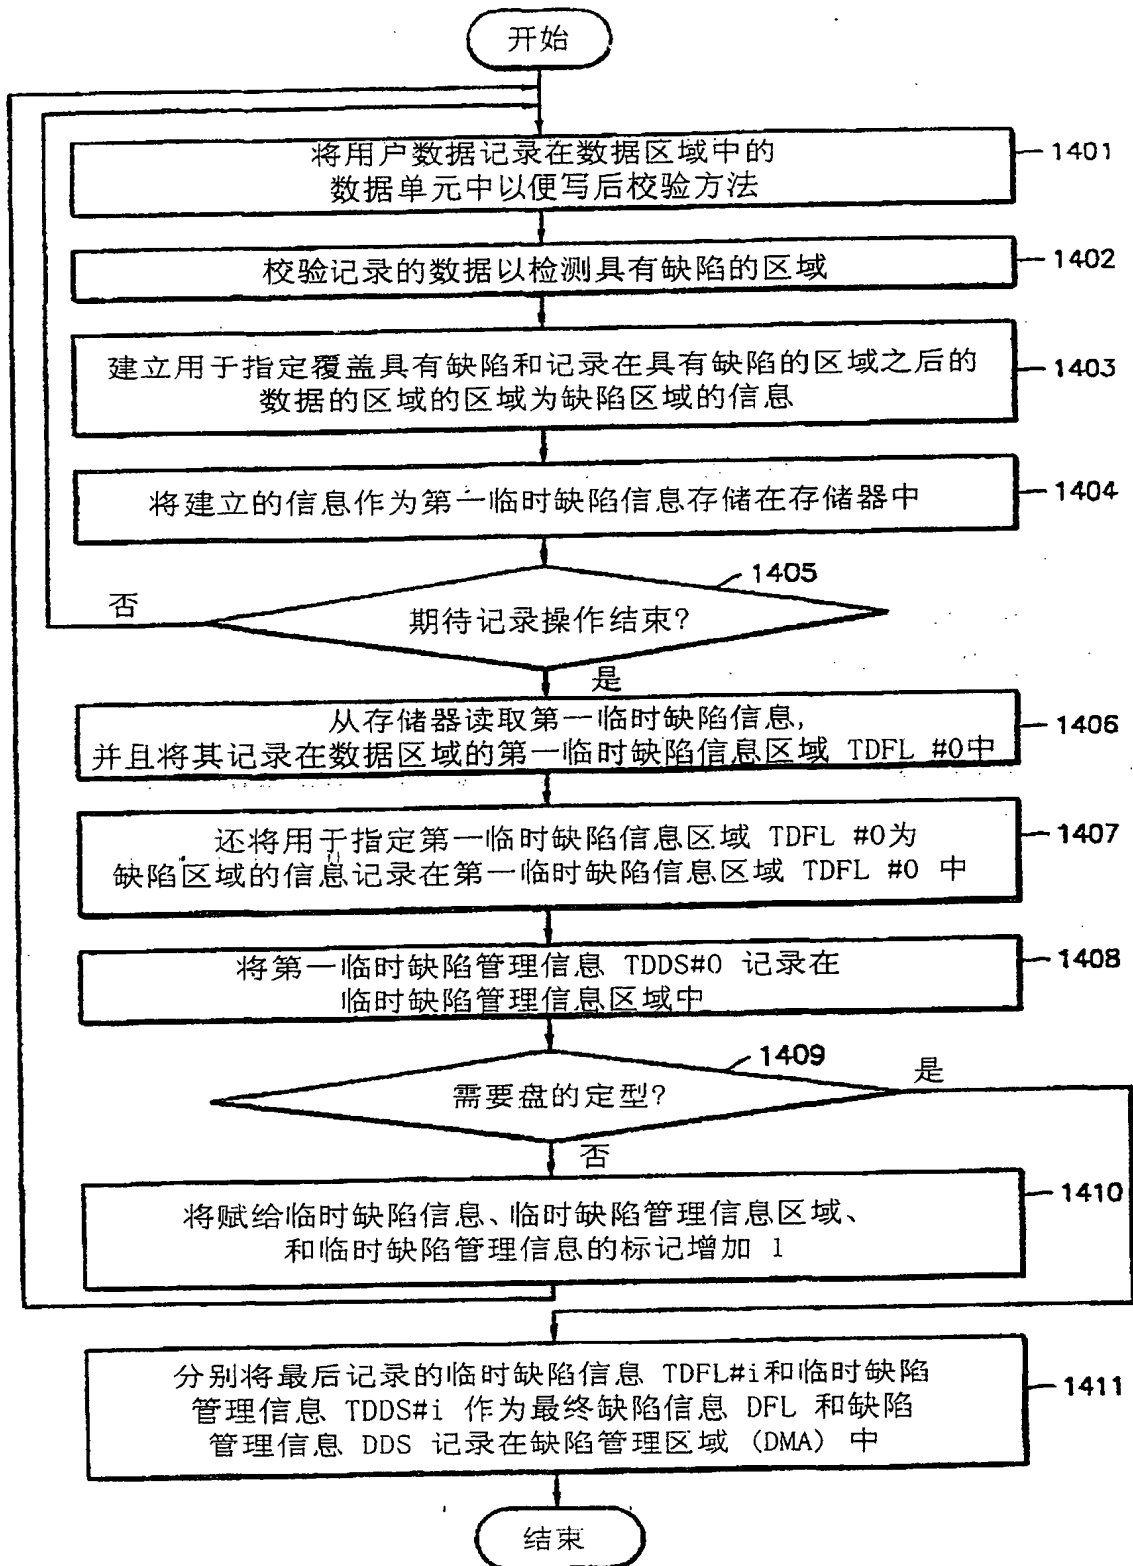 开始
将用户数据记录在数据区域中的
数据单元中以便写后校验方法
1401
校验记录的数据以检测具有缺陷的区域
1402
建立用于指定覆盖具有缺陷和记录在具有缺陷的区域之后的
数据的区域的区域为缺陷区域的信息
1403
将建立的信息作为第一临时缺陷信息存储在存储器中
1404
1405
否
期待记录操作结束?
是
从存储器读取第一临时缺陷信息,
并且将其记录在数据区域的第一临时缺陷信息区域 TDFL #0中
1406
还将用于指定第一临时缺陷信息区域 TDFL #0为
缺陷区域的信息记录在第一临时缺陷信息区域 TDFL #0 中
1407
将第一临时缺陷管理信息 TDDS#0 记录在
临时缺陷管理信息区域中
1408
1409
是
需要盘的定型?
否
将赋给临时缺陷信息、临时缺陷管理信息区域、
和临时缺陷管理信息的标记增加 1
1410
分别将最后记录的临时缺陷信息 TDFL#i和临时缺陷
管理信息 TDDS#i 作为最终缺陷信息 DFL 和缺陷
管理信息 DDS 记录在缺陷管理区域 (DMA) 中
1411
结束